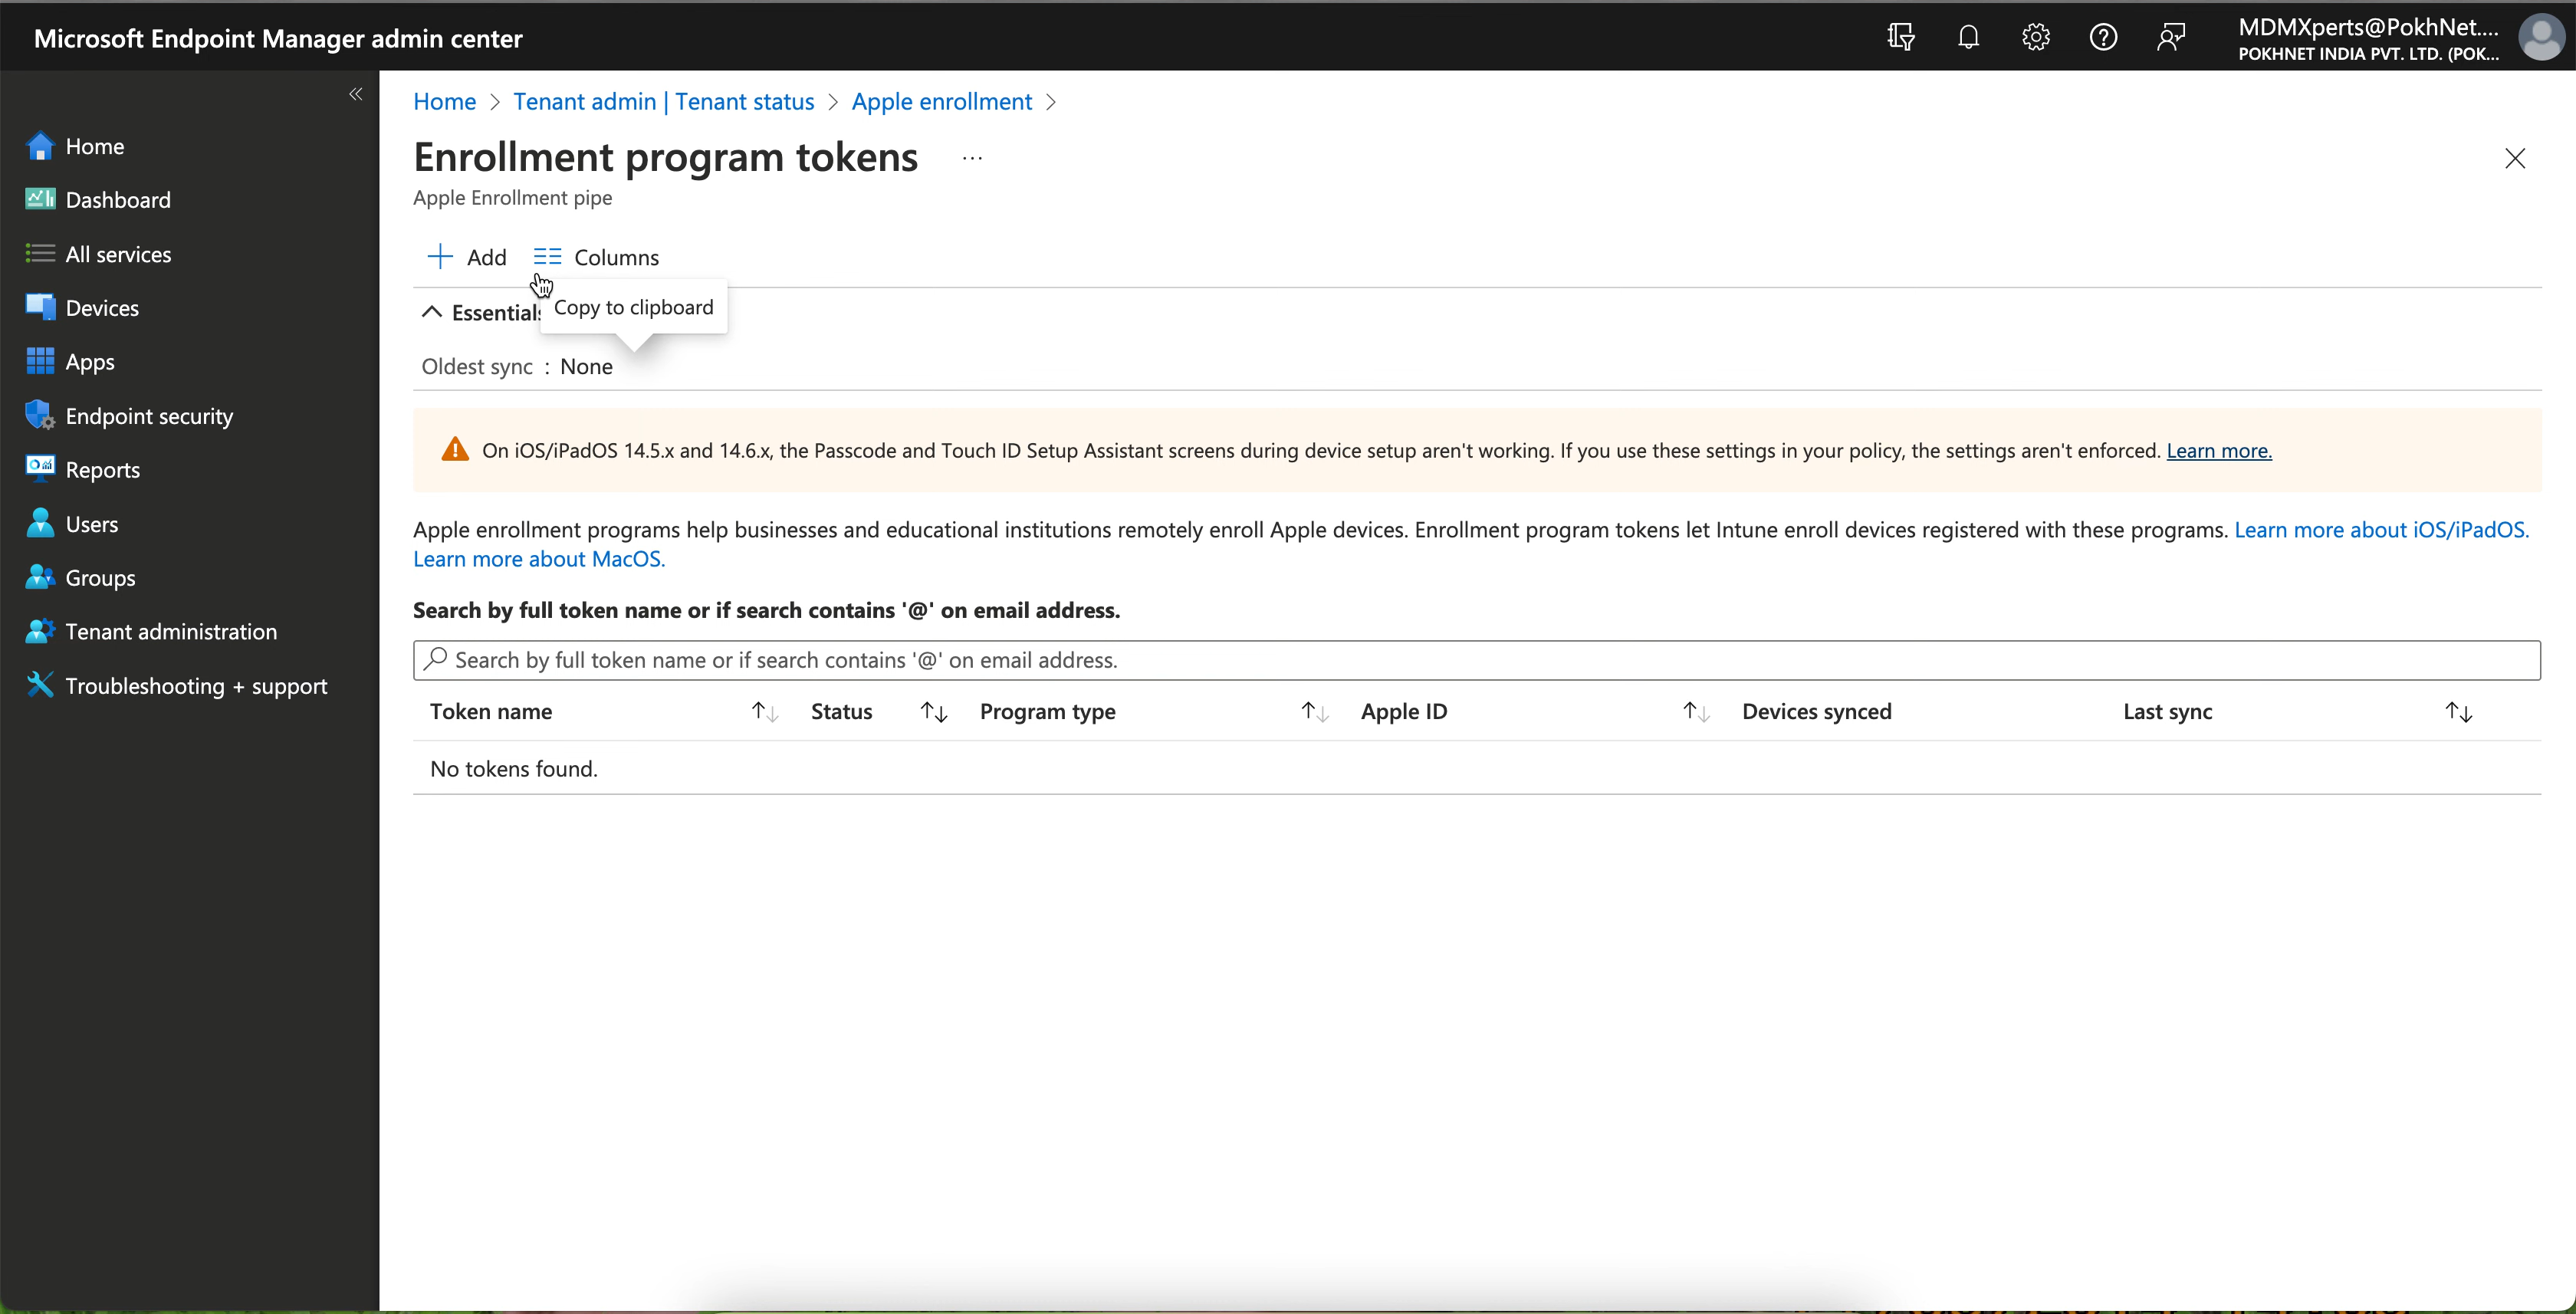 Microsoft Endpoint Manager admin center
MDMXperts@PokhNet....
POKHNET INDIA PVT. LTD. (POK...
Home
Dashboard
All services
Devices
Apps
Endpoint security
Reports
Users
Groups
Tenant administration
Troubleshooting + support
Home > Tenant admin | Tenant status > Apple enrollment >
Enrollment program tokens ...
Apple Enrollment pipe
Add Columns
Copy to clipboard
Essentials
Oldest sync : None
On iOS/iPadOS 14.5.x and 14.6.x, the Passcode and Touch ID Setup Assistant screens during device setup aren't working. If you use these settings in your policy, the settings aren't enforced. Learn more.
Apple enrollment programs help businesses and educational institutions remotely enroll Apple devices. Enrollment program tokens let Intune enroll devices registered with these programs. Learn more about iOS/iPadOS.
Learn more about MacOS.
Search by full token name or if search contains '@' on email address.
Search by full token name or if search contains '@' on email address.
Token name Status Program type Apple ID Devices synced Last sync
No tokens found.